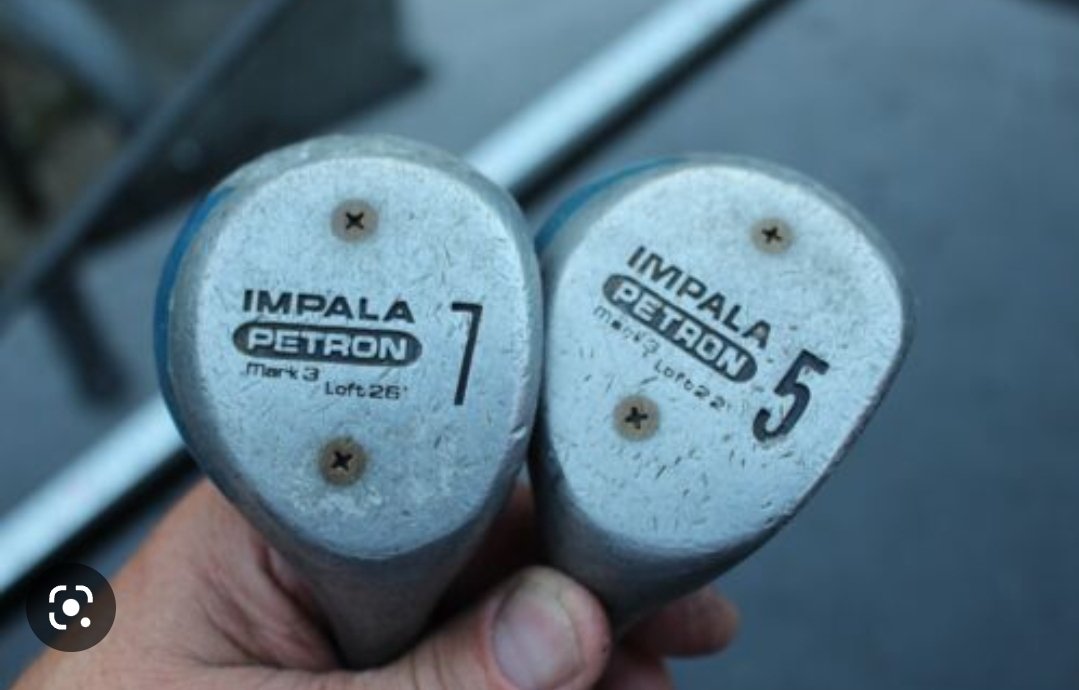 IMPALA
PETRON
Mark 3
Loft 26°
7
IMPALA
PETRON
Mark 3
Loft 22°
5